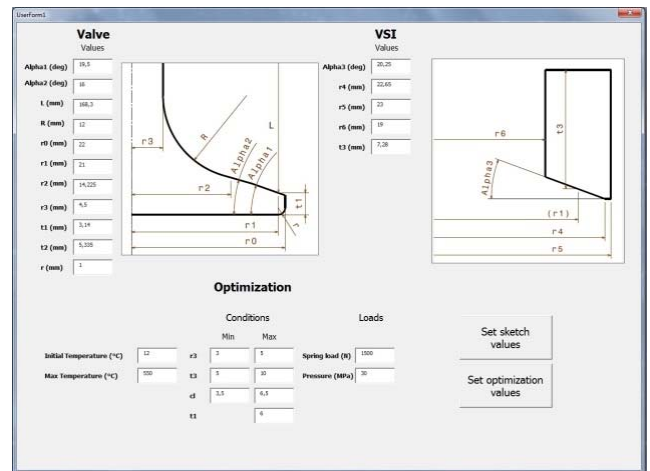 UserForm1
Valve
Values
Alpha1 (deg) 19,5
Alpha2 (deg) 16
L (mm) 168,3
R (mm) 12
r0 (mm) 22
r1 (mm) 21
r2 (mm) 14,225
r3 (mm) 4,5
t1 (mm) 3,14
t2 (mm) 5,335
r (mm) 1
r3
R
L
Alpha2
Alpha1
r2
t1
r1
r
r0
VSI
Values
Alpha3 (deg) 20,25
r4 (mm) 22,65
r5 (mm) 23
r6 (mm) 19
t3 (mm) 7,28
r6
t3
Alpha3
(r1)
r4
r5
Optimization
Conditions
Loads
Min Max
Initial Temperature (°C) 12
Max Temperature (°C) 550
r3 3 5
t3 5 10
cl 3,5 6,5
t1 6
Spring load (N) 1500
Pressure (MPa) 30
Set sketch
values
Set optimization
values